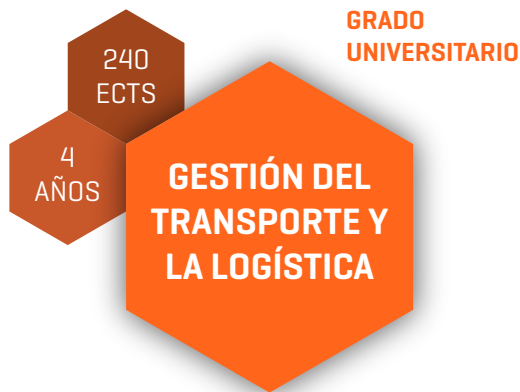 GRADO
UNIVERSITARIO
240
ECTS
4
AÑOS
GESTIÓN DEL
TRANSPORTE Y
LA LOGÍSTICA